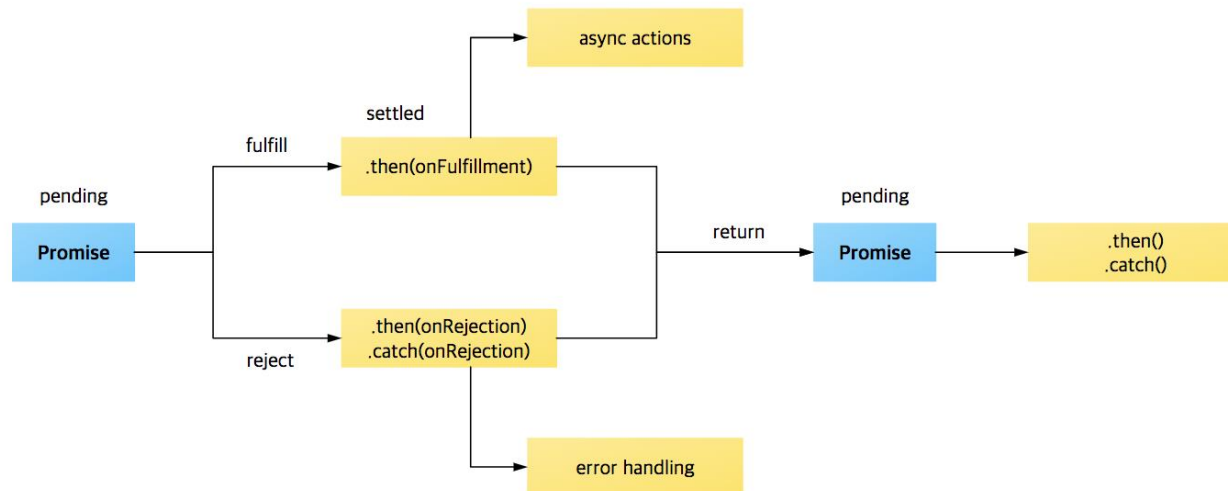 async actions
settled
fulfill
.then(onFulfillment)
pending
Promise
return
pending
Promise
.then()
.catch()
.then(onRejection)
.catch(onRejection)
reject
error handling